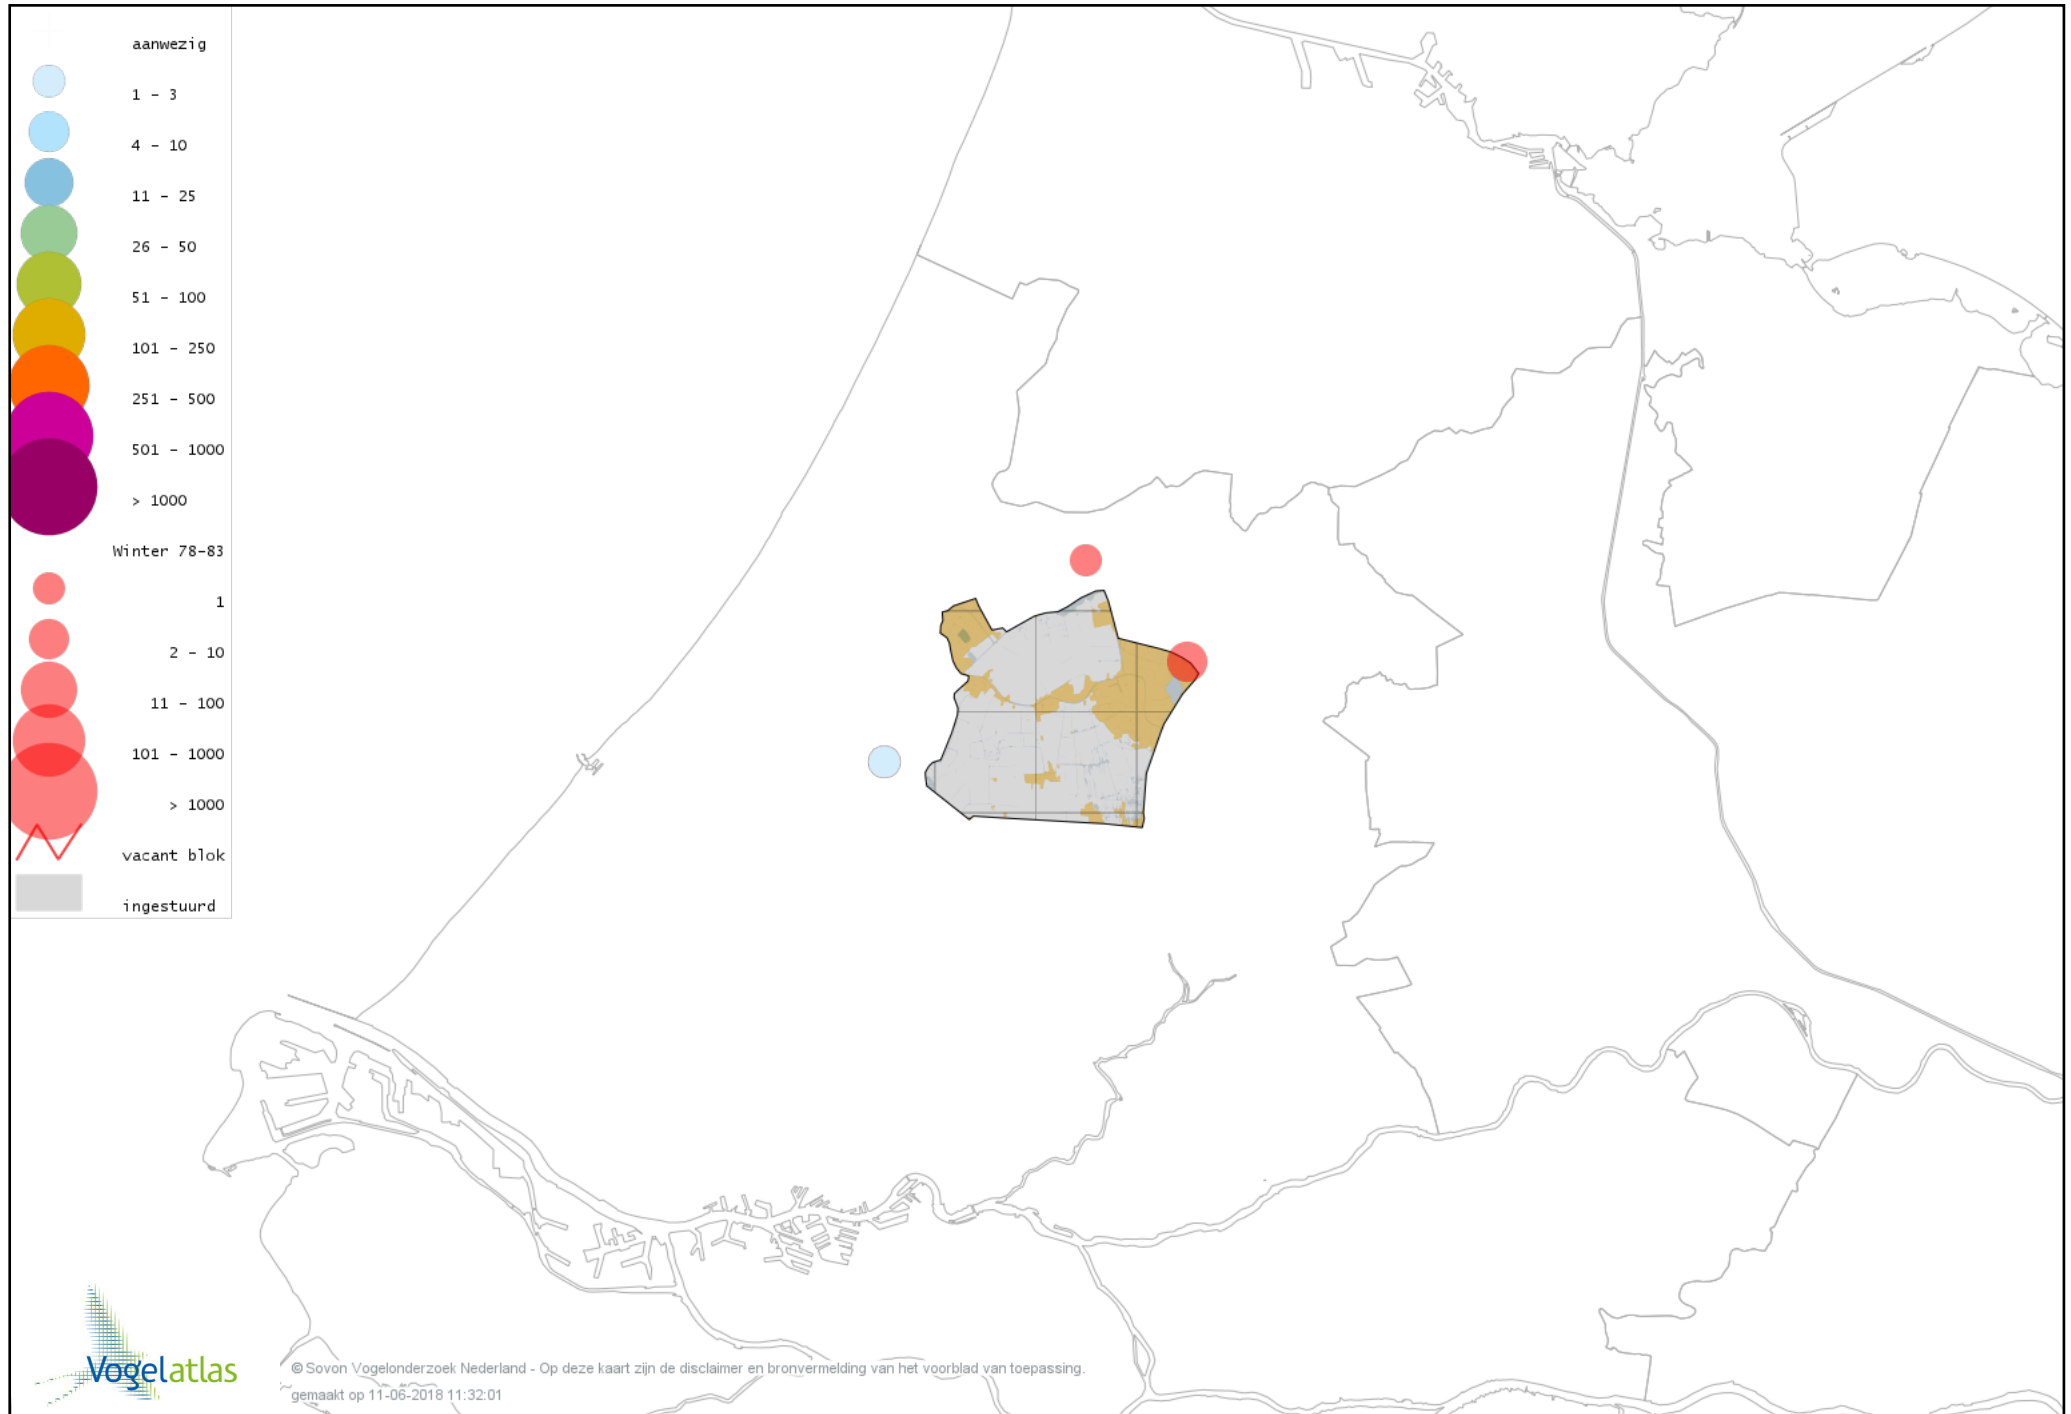 aanwezig
1 - 3
4 - 10
11 - 25
26 - 50
51 - 100
101 - 250
251 - 500
501 - 1000
> 1000
Winter 78-83
1
2 - 10
11 - 100
101 - 1000
> 1000
vacant blok
ingestuurd
Vogelatlas
© Sovon Vogelonderzoek Nederland - Op deze kaart zijn de disclaimer en bronvermelding van het voorblad van toepassing.
gemaakt op 11-06-2018 11:32:01